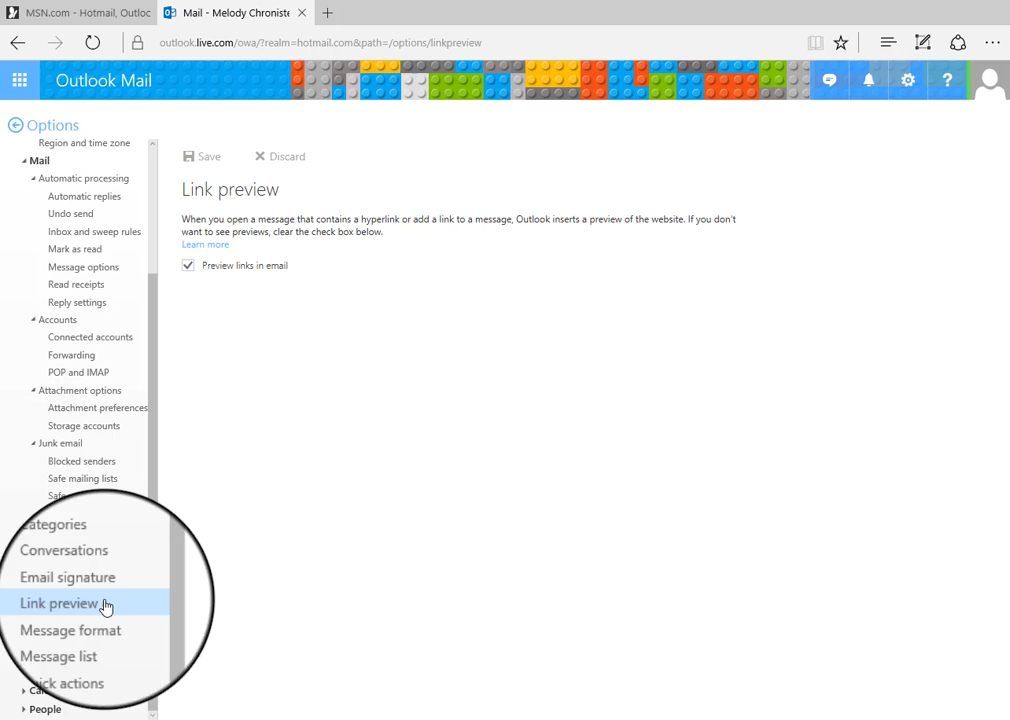 MSN.com - Hotmail, Outloc
Mail - Melody Chroniste
outlook.live.com/owa/?realm=hotmail.com&path=/options/linkpreview
Outlook Mail
?
Options
Region and time zone
Mail
Automatic processing
Automatic replies
Undo send
Inbox and sweep rules
Mark as read
Message options
Read receipts
Reply settings
Accounts
Connected accounts
Forwarding
POP and IMAP
Attachment options
Attachment preferences
Storage accounts
Junk email
Blocked senders
Safe mailing lists
Safe
ategories
Conversations
Email signature
Link preview
Message format
Message list
ick actions
Ca
People
Save Discard
Link preview
When you open a message that contains a hyperlink or add a link to a message, Outlook inserts a preview of the website. If you don't
want to see previews, clear the check box below.
Learn more
Preview links in email